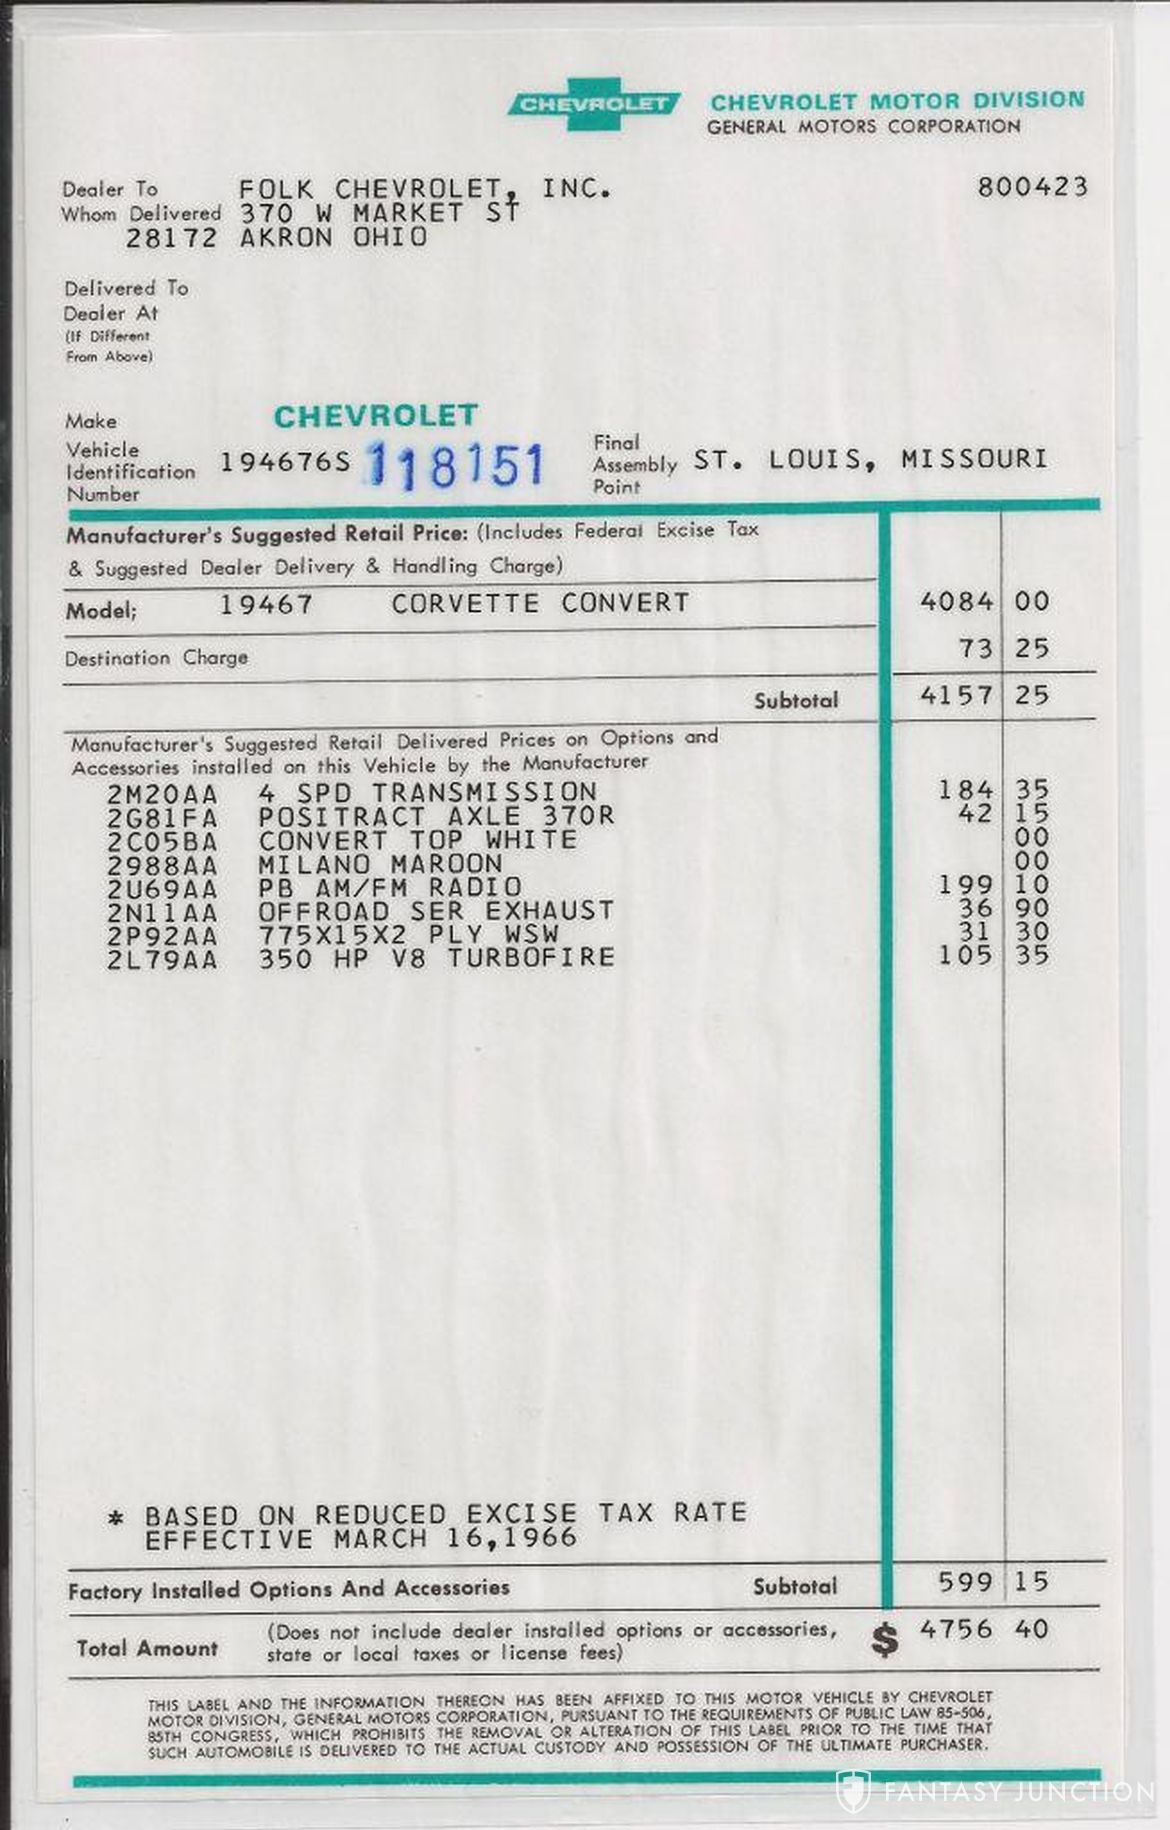 CHEVROLET CHEVROLET MOTOR DIVISION
GENERAL MOTORS CORPORATION
Dealer To FOLK CHEVROLET, INC. 800423
Whom Delivered 370 W MARKET ST
28172 AKRON OHIO
Delivered To
Dealer At
(If Different
From Above)
Make CHEVROLET
Vehicle Identification Number 194676S 118151 Final Assembly Point ST. LOUIS, MISSOURI
Manufacturer's Suggested Retail Price: (Includes Federal Excise Tax
& Suggested Dealer Delivery & Handling Charge)
Model; 19467 CORVETTE CONVERT 4084 00
Destination Charge 73 25
Subtotal 4157 25
Manufacturer's Suggested Retail Delivered Prices on Options and
Accessories installed on this Vehicle by the Manufacturer
2M20AA 4 SPD TRANSMISSION 184 35
2G81FA POSITRACT AXLE 370R 42 15
2C05BA CONVERT TOP WHITE 00
2988AA MILANO MAROON 00
2U69AA PB AM/FM RADIO 199 10
2N11AA OFFROAD SER EXHAUST 36 90
2P92AA 775X15X2 PLY WSW 31 30
2L79AA 350 HP V8 TURBOFIRE 105 35
* BASED ON REDUCED EXCISE TAX RATE
EFFECTIVE MARCH 16,1966
Factory Installed Options And Accessories Subtotal 599 15
Total Amount (Does not include dealer installed options or accessories, $ 4756 40
state or local taxes or license fees)
THIS LABEL AND THE INFORMATION THEREON HAS BEEN AFFIXED TO THIS MOTOR VEHICLE BY CHEVROLET
MOTOR DIVISION, GENERAL MOTORS CORPORATION, PURSUANT TO THE REQUIREMENTS OF PUBLIC LAW 85-506,
85TH CONGRESS, WHICH PROHIBITS THE REMOVAL OR ALTERATION OF THIS LABEL PRIOR TO THE TIME THAT
SUCH AUTOMOBILE IS DELIVERED TO THE ACTUAL CUSTODY AND POSSESSION OF THE ULTIMATE PURCHASER.
FANTASY JUNCTION